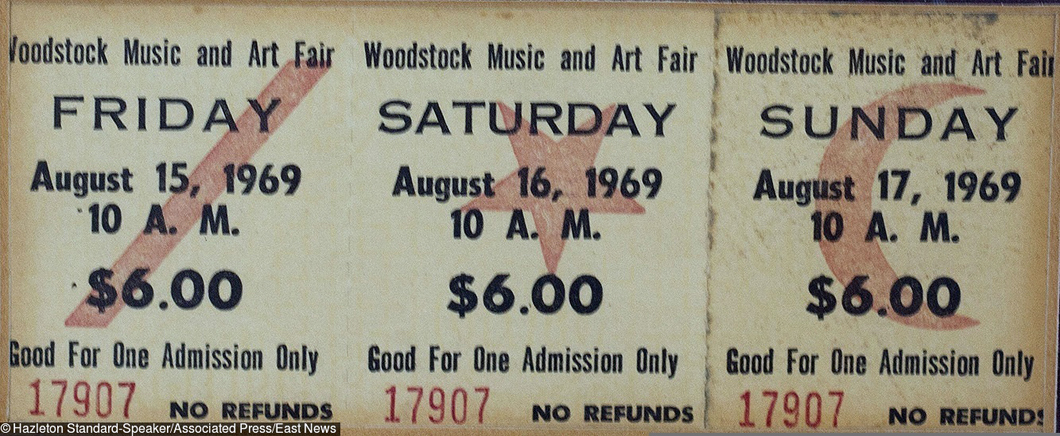 Woodstock Music and Art Fair
FRIDAY
August 15, 1969
10 A. M.
$6.00
Good For One Admission Only
17907 NO REFUNDS
Woodstock Music and Art Fair
SATURDAY
August 16, 1969
10 A. M.
$6.00
Good For One Admission Only
17907 NO REFUNDS
Woodstock Music and Art Fair
SUNDAY
August 17, 1969
10 A. M.
$6.00
Good For One Admission Only
17907 NO REFUNDS
© Hazleton Standard-Speaker/Associated Press/East News